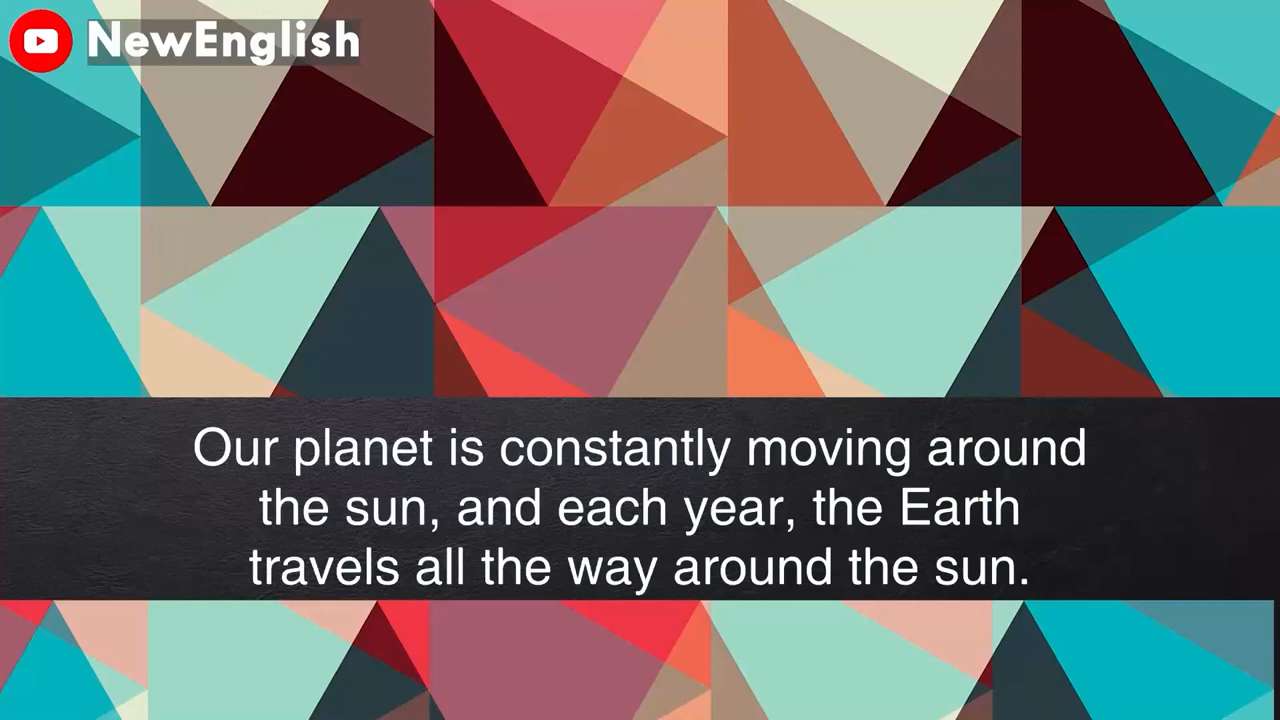 NewEnglish
Our planet is constantly moving around
the sun, and each year, the Earth
travels all the way around the sun.